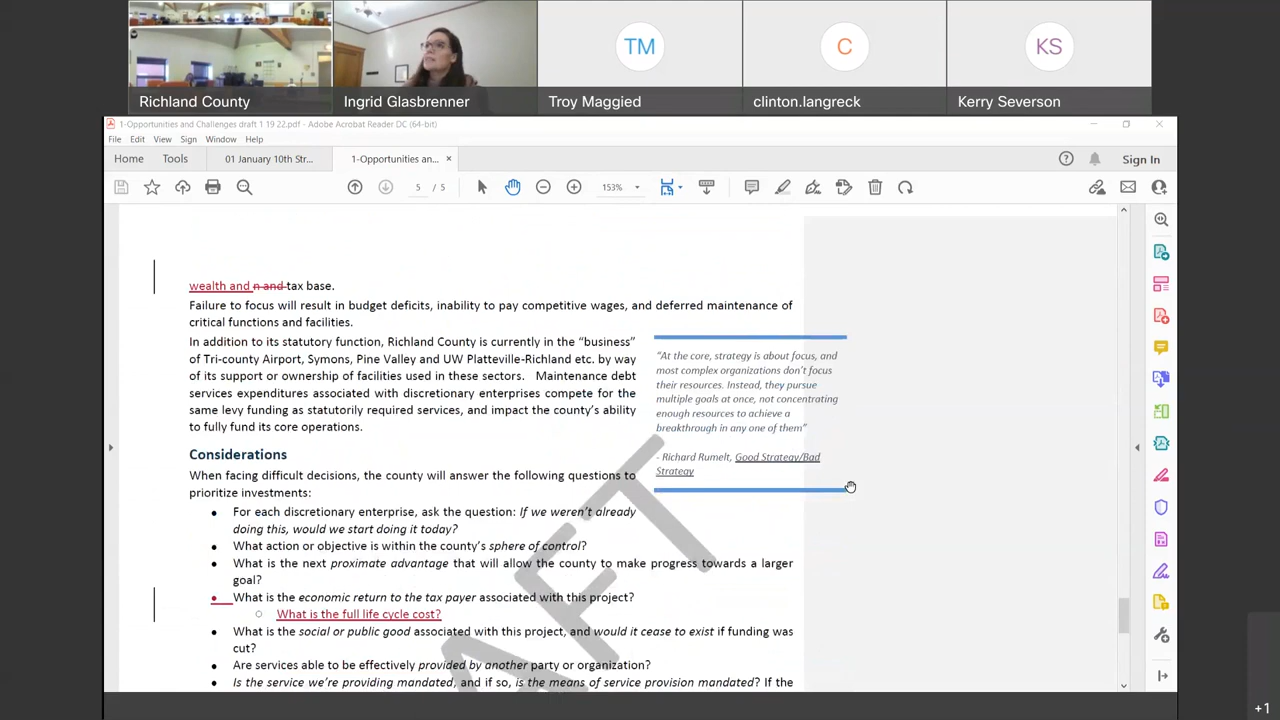 Richland County
Ingrid Glasbrenner
TM
Troy Maggied
C
clinton.langreck
KS
Kerry Severson
1-Opportunities and Challenges draft 1 19 22.pdf - Adobe Acrobat Reader DC (64-bit)
File Edit View Sign Window Help
Home Tools 01 January 10th Str... 1-Opportunities an... × Sign In
5 / 5 153%
wealth and n and tax base.
Failure to focus will result in budget deficits, inability to pay competitive wages, and deferred maintenance of
critical functions and facilities.
In addition to its statutory function, Richland County is currently in the “business”
of Tri-county Airport, Symons, Pine Valley and UW Platteville-Richland etc. by way
of its support or ownership of facilities used in these sectors. Maintenance debt
services expenditures associated with discretionary enterprises compete for the
same levy funding as statutorily required services, and impact the county’s ability
to fully fund its core operations.
“At the core, strategy is about focus, and
most complex organizations don’t focus
their resources. Instead, they pursue
multiple goals at once, not concentrating
enough resources to achieve a
breakthrough in any one of them”
- Richard Rumelt, Good Strategy/Bad
Strategy
Considerations
When facing difficult decisions, the county will answer the following questions to
prioritize investments:
• For each discretionary enterprise, ask the question: If we weren’t already
doing this, would we start doing it today?
• What action or objective is within the county’s sphere of control?
• What is the next proximate advantage that will allow the county to make progress towards a larger
goal?
• What is the economic return to the tax payer associated with this project?
○ What is the full life cycle cost?
• What is the social or public good associated with this project, and would it cease to exist if funding was
cut?
• Are services able to be effectively provided by another party or organization?
• Is the service we’re providing mandated, and if so, is the means of service provision mandated? If the
AFT
+1